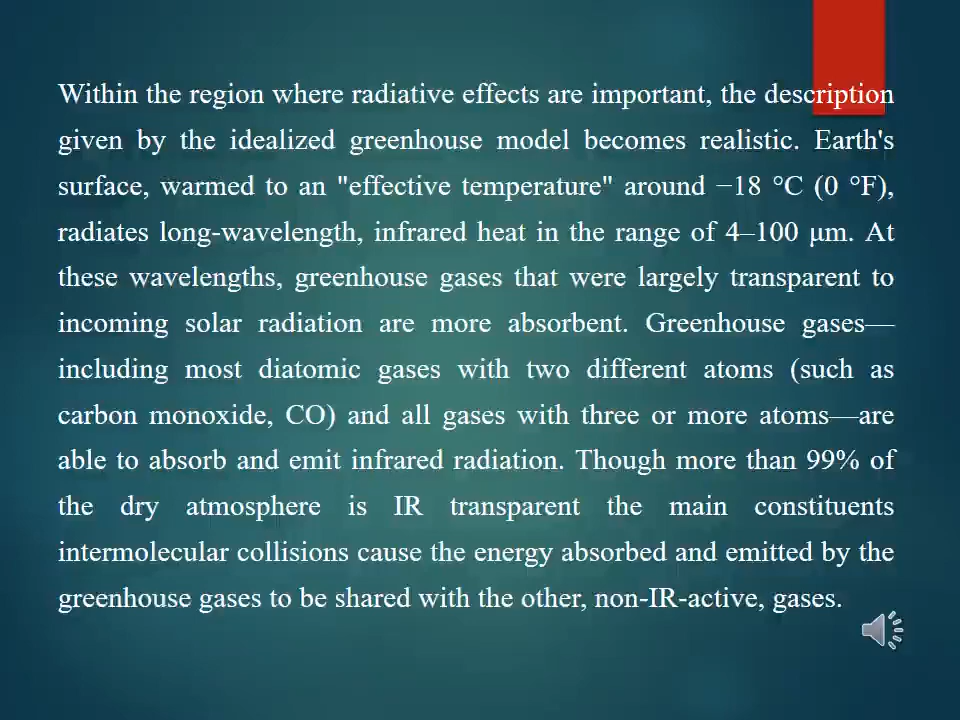 Within the region where radiative effects are important, the description
given by the idealized greenhouse model becomes realistic. Earth's
surface, warmed to an "effective temperature" around −18 °C (0 °F),
radiates long-wavelength, infrared heat in the range of 4–100 μm. At
these wavelengths, greenhouse gases that were largely transparent to
incoming solar radiation are more absorbent. Greenhouse gases—
including most diatomic gases with two different atoms (such as
carbon monoxide, CO) and all gases with three or more atoms—are
able to absorb and emit infrared radiation. Though more than 99% of
the dry atmosphere is IR transparent the main constituents
intermolecular collisions cause the energy absorbed and emitted by the
greenhouse gases to be shared with the other, non-IR-active, gases.